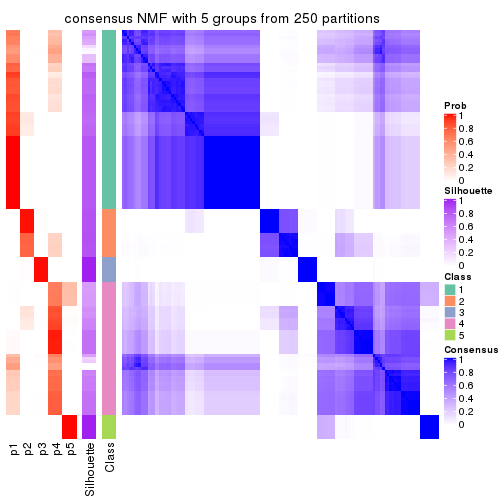 consensus NMF with 5 groups from 250 partitions
Prob
1
0.8
0.6
0.4
0.2
0
Silhouette
1
0.8
0.6
0.4
0.2
0
Class
1
2
3
4
5
Consensus
1
0.8
0.6
0.4
0.2
0
p1
p2
p3
p4
p5
Silhouette
Class